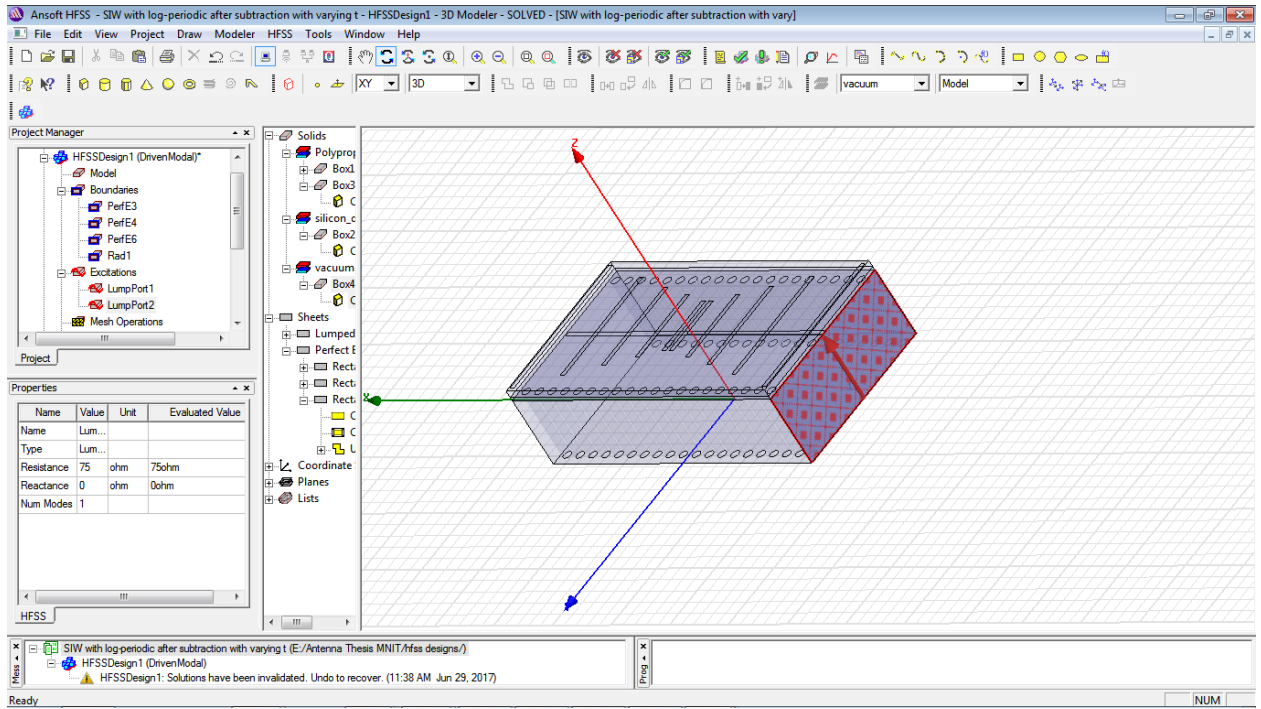 Ansoft HFSS - SIW with log-periodic after subtraction with varying t - HFSSDesign1 - 3D Modeler - SOLVED - [SIW with log-periodic after subtraction with vary]
File Edit View Project Draw Modeler HFSS Tools Window Help
XY 3D vacuum Model
Project Manager
HFSSDesign1 (DrivenModal)*
Model
Boundaries
PerfE3
PerfE4
PerfE6
Rad1
Excitations
LumpPort1
LumpPort2
Mesh Operations
Project
Properties
Name Value Unit Evaluated Value
Name Lum...
Type Lum...
Resistance 75 ohm 75ohm
Reactance 0 ohm 0ohm
Num Modes 1
HFSS
Solids
Polyprop
Box1
Box3
C
silicon_c
Box2
C
vacuum
Box4
C
Sheets
Lumped
Perfect E
Recta
Recta
Recta
C
C
U
Coordinate
Planes
Lists
Z
X
Mess
SIW with log-periodic after subtraction with varying t (E:/Antenna Thesis MNIT/hfss designs/)
HFSSDesign1 (DrivenModal)
HFSSDesign1: Solutions have been invalidated. Undo to recover. (11:38 AM Jun 29, 2017)
Prog
Ready
NUM